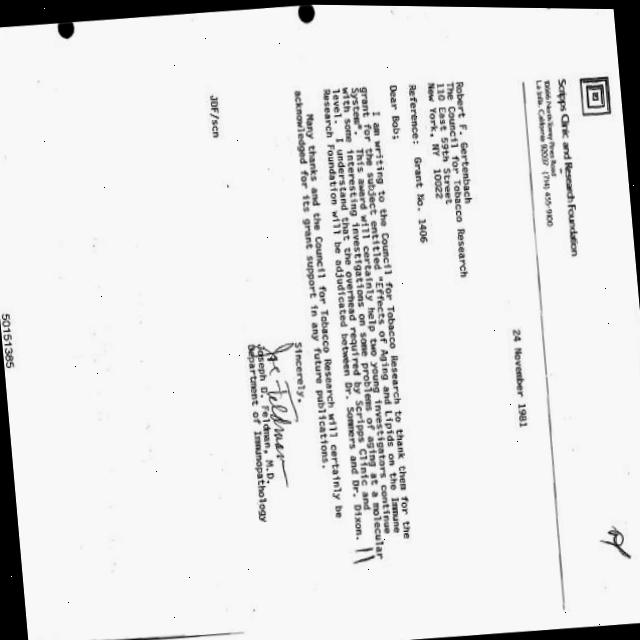 Scripps Clinic and Research Foundation
10666 North Torrey Pines Road
La Jolla, California 92037 (714) 455-9100
24 November 1981
Robert F. Gertenbach
The Council for Tobacco Research
110 East 59th Street
New York, NY 10022
Reference: Grant No. 1406
Dear Bob;
I am writing to the Council for Tobacco Research to thank them for the
grant for the subject entitled "Effects of Aging and Lipids on the Immune
System". This award will certainly help two young investigators continue
with some interesting investigations on some problems of aging at a molecular
level. I understand that the overhead required by Scripps Clinic and
Research Foundation will be adjudicated between Dr. Sommers and Dr. Dixon.
Many thanks and the Council for Tobacco Research will certainly be
acknowledged for its grant support in any future publications.
Sincerely,
Joe Feldman
Joseph D. Feldman, M.D.
Department of Immunopathology
JDF/scn
50151385